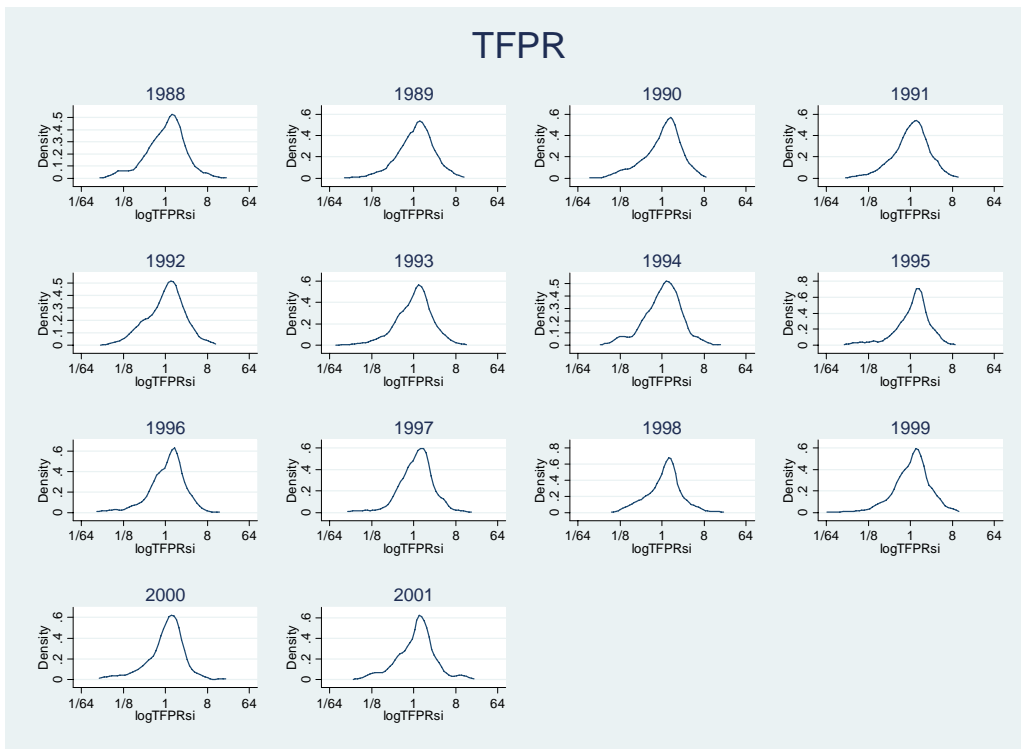 TFPR
1988 1989 1990 1991
Density 0 .1 .2 .3 .4 .5 Density 0 .2 .4 .6 Density 0 .2 .4 .6 Density 0 .2 .4 .6
1/64 1/8 1 8 64 1/64 1/8 1 8 64 1/64 1/8 1 8 64 1/64 1/8 1 8 64
logTFPRsi logTFPRsi logTFPRsi logTFPRsi
1992 1993 1994 1995
Density 0 .1 .2 .3 .4 .5 Density 0 .2 .4 .6 Density 0 .1 .2 .3 .4 .5 Density 0 .2 .4 .6 .8
1/64 1/8 1 8 64 1/64 1/8 1 8 64 1/64 1/8 1 8 64 1/64 1/8 1 8 64
logTFPRsi logTFPRsi logTFPRsi logTFPRsi
1996 1997 1998 1999
Density 0 .2 .4 .6 Density 0 .2 .4 .6 Density 0 .2 .4 .6 .8 Density 0 .2 .4 .6
1/64 1/8 1 8 64 1/64 1/8 1 8 64 1/64 1/8 1 8 64 1/64 1/8 1 8 64
logTFPRsi logTFPRsi logTFPRsi logTFPRsi
2000 2001
Density 0 .2 .4 .6 Density 0 .2 .4 .6
1/64 1/8 1 8 64 1/64 1/8 1 8 64
logTFPRsi logTFPRsi